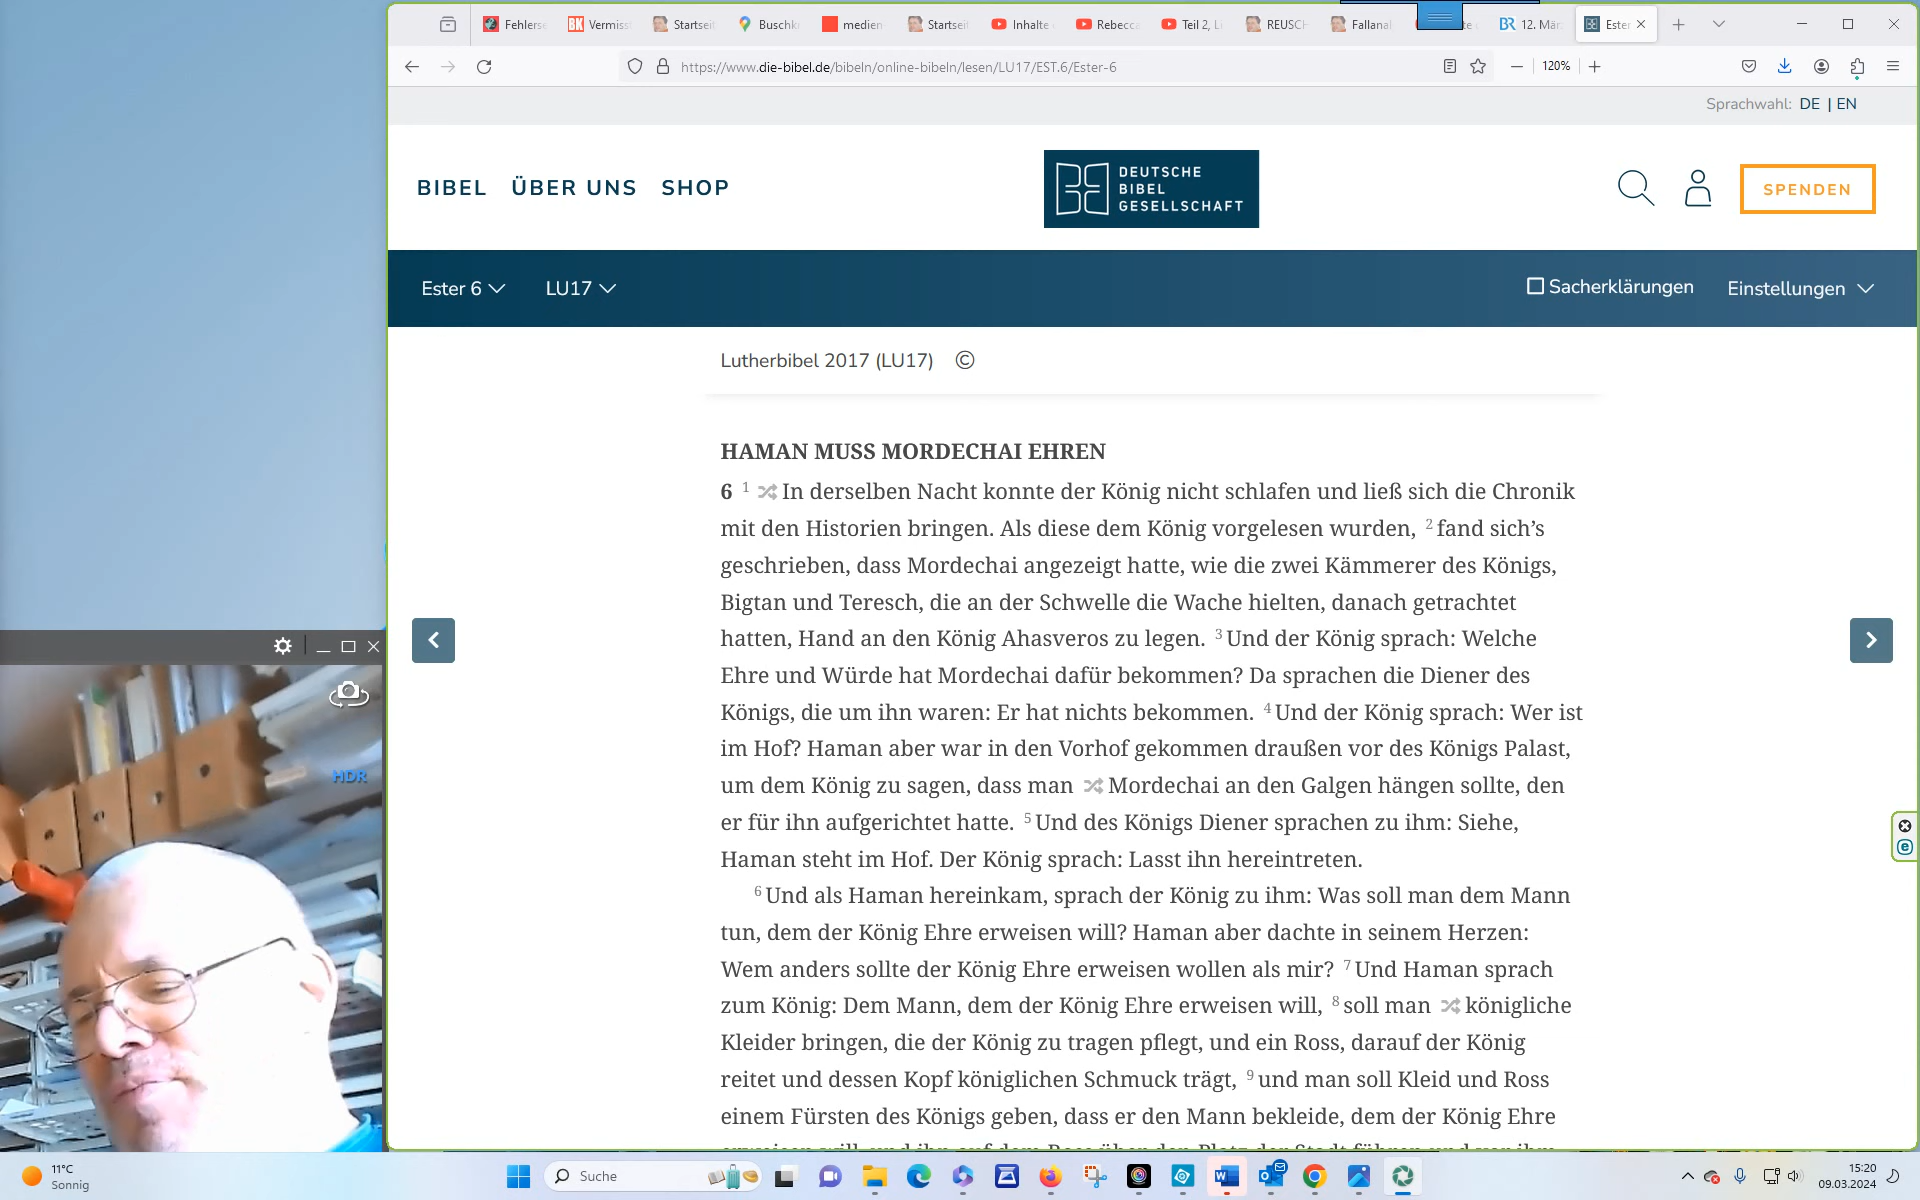 Fehlerse
Vermiss
Startseit
Buschkr
medien
Startseit
Inhalte
Rebecca
Teil 2, L
REUSCH
Fallanal
te
12. Mär
Ester
https://www.die-bibel.de/bibeln/online-bibeln/lesen/LU17/EST.6/Ester-6
120%
Sprachwahl: DE | EN
BIBEL ÜBER UNS SHOP
DEUTSCHE
BIBEL
GESELLSCHAFT
SPENDEN
Ester 6
LU17
Sacherklärungen
Einstellungen
Lutherbibel 2017 (LU17) ©
HAMAN MUSS MORDECHAI EHREN
6 1 In derselben Nacht konnte der König nicht schlafen und ließ sich die Chronik
mit den Historien bringen. Als diese dem König vorgelesen wurden, 2 fand sich’s
geschrieben, dass Mordechai angezeigt hatte, wie die zwei Kämmerer des Königs,
Bigtan und Teresch, die an der Schwelle die Wache hielten, danach getrachtet
hatten, Hand an den König Ahasveros zu legen. 3 Und der König sprach: Welche
Ehre und Würde hat Mordechai dafür bekommen? Da sprachen die Diener des
Königs, die um ihn waren: Er hat nichts bekommen. 4 Und der König sprach: Wer ist
im Hof? Haman aber war in den Vorhof gekommen draußen vor des Königs Palast,
um dem König zu sagen, dass man Mordechai an den Galgen hängen sollte, den
er für ihn aufgerichtet hatte. 5 Und des Königs Diener sprachen zu ihm: Siehe,
Haman steht im Hof. Der König sprach: Lasst ihn hereintreten.
6 Und als Haman hereinkam, sprach der König zu ihm: Was soll man dem Mann
tun, dem der König Ehre erweisen will? Haman aber dachte in seinem Herzen:
Wem anders sollte der König Ehre erweisen wollen als mir? 7 Und Haman sprach
zum König: Dem Mann, dem der König Ehre erweisen will, 8 soll man königliche
Kleider bringen, die der König zu tragen pflegt, und ein Ross, darauf der König
reitet und dessen Kopf königlichen Schmuck trägt, 9 und man soll Kleid und Ross
einem Fürsten des Königs geben, dass er den Mann bekleide, dem der König Ehre
HDR
11°C
Sonnig
Suche
15:20
09.03.2024